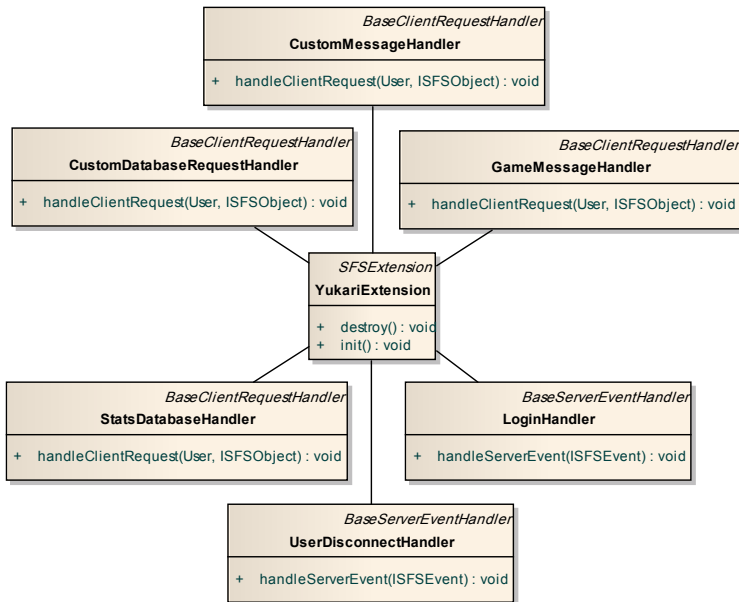 BaseClientRequestHandler
CustomMessageHandler
+ handleClientRequest(User, ISFSObject) : void
BaseClientRequestHandler
CustomDatabaseRequestHandler
+ handleClientRequest(User, ISFSObject) : void
BaseClientRequestHandler
GameMessageHandler
+ handleClientRequest(User, ISFSObject) : void
SFSExtension
YukariExtension
+ destroy() : void
+ init() : void
BaseClientRequestHandler
StatsDatabaseHandler
+ handleClientRequest(User, ISFSObject) : void
BaseServerEventHandler
LoginHandler
+ handleServerEvent(ISFSEvent) : void
BaseServerEventHandler
UserDisconnectHandler
+ handleServerEvent(ISFSEvent) : void